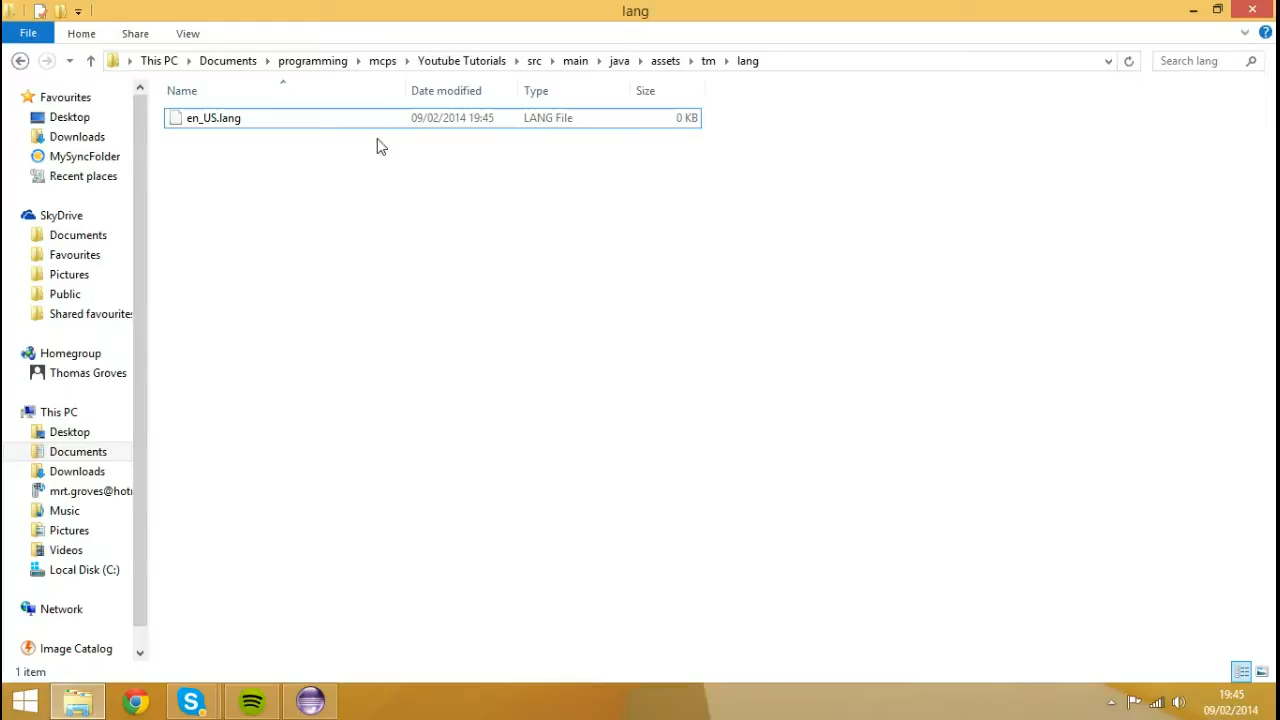 lang
File
Home
Share
View
This PC
Documents
programming
mcps
Youtube Tutorials
src
main
java
assets
tm
lang
Search lang
Name
Date modified
Type
Size
en_US.lang
09/02/2014 19:45
LANG File
0 KB
Favourites
Desktop
Downloads
MySyncFolder
Recent places
SkyDrive
Documents
Favourites
Pictures
Public
Shared favourites
Homegroup
Thomas Groves
This PC
Desktop
Documents
Downloads
mrt.groves@hotr
Music
Pictures
Videos
Local Disk (C:)
Network
Image Catalog
1 item
19:45
09/02/2014